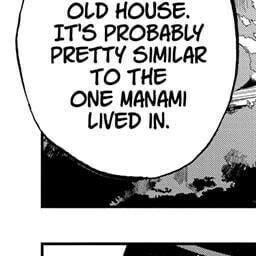 OLD HOUSE.
IT'S PROBABLY
PRETTY SIMILAR
TO THE
ONE MANAMI
LIVED IN.